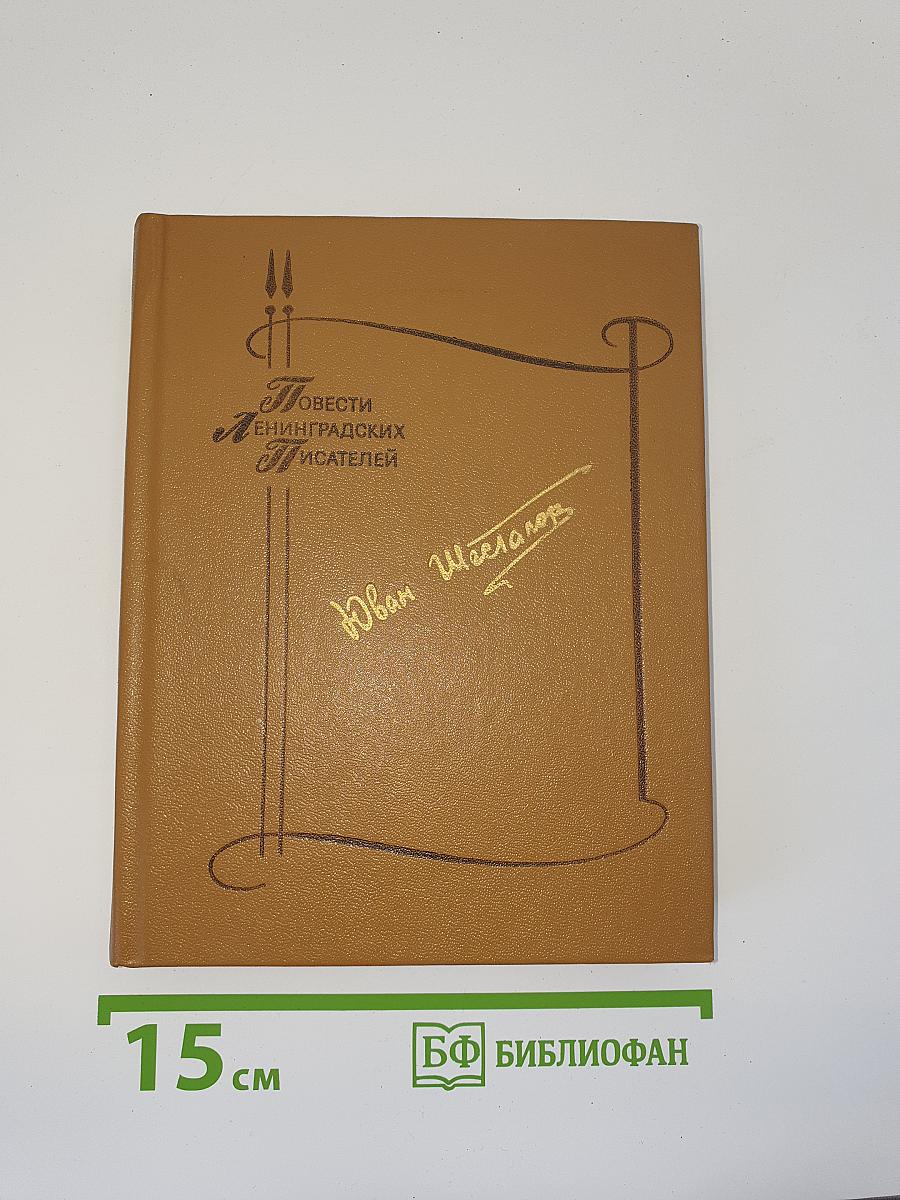 Повести
Ленинградских
Писателей
Юван Шесталов
15 см
БФ БИБЛИОФАН